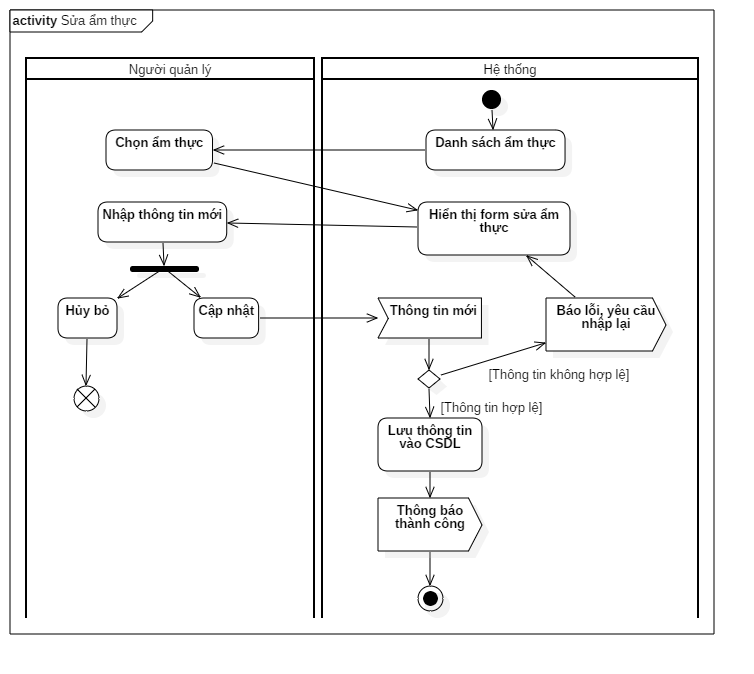 activity Sửa ẩm thực
Người quản lý
Hệ thống
Chọn ẩm thực
Danh sách ẩm thực
Nhập thông tin mới
Hiển thị form sửa ẩm
thực
Hủy bỏ
Cập nhật
Thông tin mới
Báo lỗi, yêu cầu
nhập lại
[Thông tin không hợp lệ]
[Thông tin hợp lệ]
Lưu thông tin
vào CSDL
Thông báo
thành công